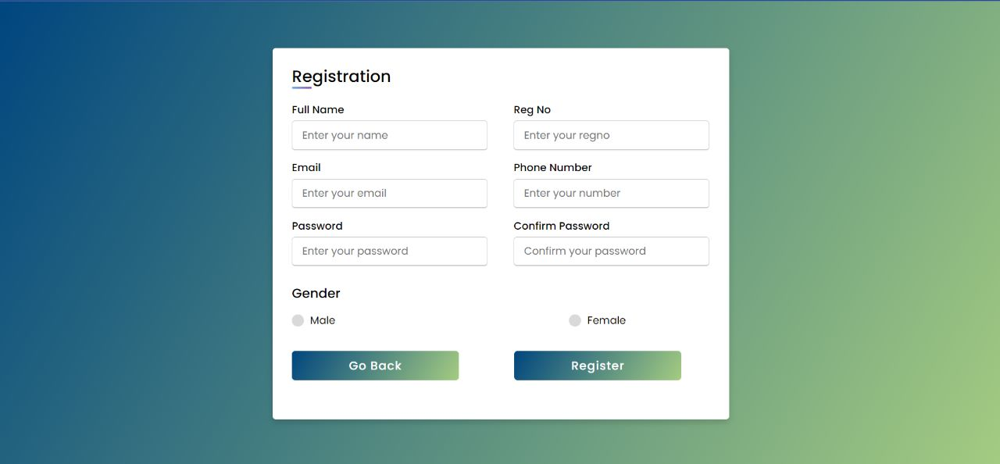 Registration
Full Name
Reg No
Enter your name
Enter your regno
Email
Phone Number
Enter your email
Enter your number
Password
Confirm Password
Enter your password
Confirm your password
Gender
Male
Female
Go Back
Register